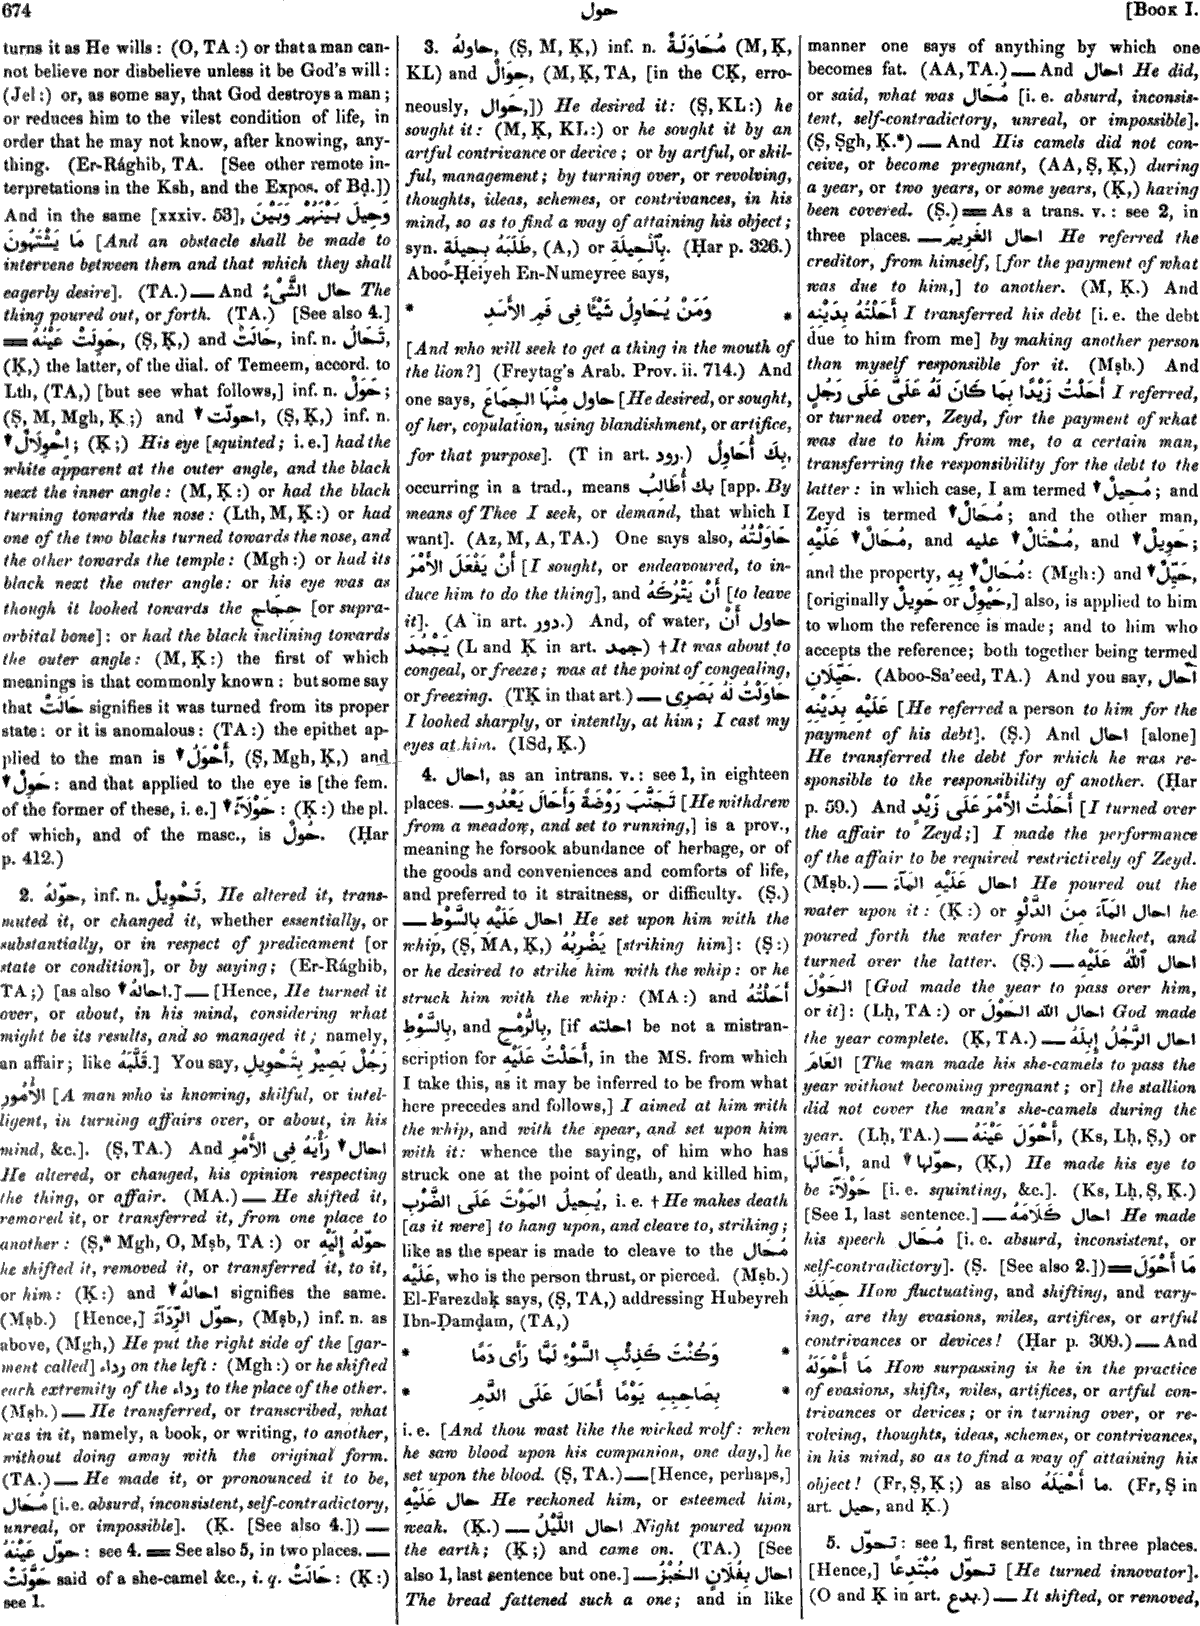 674
حول
[BOOK I.
turns it as He wills: (O, TA:) or that a man can-
not believe nor disbelieve unless it be God's will:
(Jel:) or, as some say, that God destroys a man;
or reduces him to the vilest condition of life, in
order that he may not know, after knowing, any-
thing. (Er-Rághib, TA. [See other remote in-
terpretations in the Ksh, and the Expos. of Bḍ.])
And in the same [xxxiv. 53], وَحِيلَ بَيْنَهُمْ وَبَيْنَ
مَا يَشْتَهُونَ [And an obstacle shall be made to
intervene between them and that which they shall
eagerly desire]. (TA.) — And حال الشَّىْءُ The
thing poured out, or forth. (TA.) [See also 4.]
= حَوِلَتْ عَيْنُهُ, (Ṣ, Ḳ,) and حَالَتْ, inf. n. تَحَالُ,
(Ḳ,) the latter, of the dial. of Temeem, accord. to
Lth, (TA,) [but see what follows,] inf. n. حَوَلٌ;
(Ṣ, M, Mgh, Ḳ;) and ↓ احولّت, (Ṣ, Ḳ,) inf. n.
↓ اِحْوِلَالٌ; (Ḳ;) His eye [squinted; i. e.] had the
white apparent at the outer angle, and the black
next the inner angle: (M, Ḳ:) or had the black
turning towards the nose: (Lth, M, Ḳ:) or had
one of the two blacks turned towards the nose, and
the other towards the temple: (Mgh:) or had its
black next the outer angle: or his eye was as
though it looked towards the حِجَاج [or supra-
orbital bone]: or had the black inclining towards
the outer angle: (M, Ḳ:) the first of which
meanings is that commonly known: but some say
that حَالَتْ signifies it was turned from its proper
state: or it is anomalous: (TA:) the epithet ap-
plied to the man is ↓ أَحْوَلُ, (Ṣ, Mgh, Ḳ,) and
↓ حَوِلٌ: and that applied to the eye is [the fem.
of the former of these, i. e.] ↓ حَوْلَآءُ: (Ḳ:) the pl.
of which, and of the masc., is حُولٌ. (Ḥar
p. 412.)
2. حوّلهُ, inf. n. تَحْوِيلٌ, He altered it, trans-
muted it, or changed it, whether essentially, or
substantially, or in respect of predicament [or
state or condition], or by saying; (Er-Rághib,
TA;) [as also ↓ احالهُ.] — [Hence, He turned it
over, or about, in his mind, considering what
might be its results, and so managed it; namely,
an affair; like قَلَّبَهُ.] You say, رَجُلٌ بَصِيرٌ بِتَحْوِيلِ
الأُمُورِ [A man who is knowing, skilful, or intel-
ligent, in turning affairs over, or about, in his
mind, &c.]. (Ṣ, TA.) And احال ↓ رَأْيَهُ فِى الأَمْرِ
He altered, or changed, his opinion respecting
the thing, or affair. (MA.) — He shifted it,
removed it, or transferred it, from one place to
another: (Ṣ,* Mgh, O, Mṣb, TA:) or حوّلهُ إِلَيْهِ
he shifted it, removed it, or transferred it, to it,
or him: (Ḳ:) and ↓ احالهُ signifies the same.
(Mṣb.) [Hence,] حوّل الرِّدَآءَ, (Mṣb,) inf. n. as
above, (Mgh,) He put the right side of the [gar-
ment called] رداء on the left: (Mgh:) or he shifted
each extremity of the رداء to the place of the other.
(Mṣb.) — He transferred, or transcribed, what
was in it, namely, a book, or writing, to another,
without doing away with the original form.
(TA.) — He made it, or pronounced it to be,
مُحَال [i. e. absurd, inconsistent, self-contradictory,
unreal, or impossible]. (Ḳ. [See also 4.]) —
حوّل عَيْنَهُ: see 4. = See also 5, in two places. —
حَوَّلَتْ said of a she-camel &c., i. q. حَالَتْ: (Ḳ:)
see 1.
3. حاولهُ, (Ṣ, M, Ḳ,) inf. n. مُحَاوَلَةٌ (M, Ḳ,
KL) and حِوَالٌ, (M, Ḳ, TA, [in the CḲ, erro-
neously, حَوال,]) He desired it: (Ṣ, KL:) he
sought it: (M, Ḳ, KL:) or he sought it by an
artful contrivance or device; or by artful, or skil-
ful, management; by turning over, or revolving,
thoughts, ideas, schemes, or contrivances, in his
mind, so as to find a way of attaining his object;
syn. طَلَبَهُ بِحِيلَةٍ, (A,) or بِٱلْحِيلَةِ. (Ḥar p. 326.)
Aboo-Ḥeiyeh En-Numeyree says,
* وَمَنْ يُحَاوِلُ شَيْئًا فِى فَمِ الأَسَدِ *
[And who will seek to get a thing in the mouth of
the lion?] (Freytag's Arab. Prov. ii. 714.) And
one says, حاول مِنْهَا الجِمَاعَ [He desired, or sought,
of her, copulation, using blandishment, or artifice,
for that purpose]. (T in art. رود.) بِكَ أُحَاوِلُ,
occurring in a trad., means بك أُطَالِبُ [app. By
means of Thee I seek, or demand, that which I
want]. (Az, M, A, TA.) One says also, حَاوَلْتُهُ
أَنْ يَفْعَلَ الأَمْرَ [I sought, or endeavoured, to in-
duce him to do the thing], and أَنْ يَتْرُكَهُ [to leave
it]. (A in art. دور.) And, of water, حاول أَنْ
يَجْمُدَ (L and Ḳ in art. جمد) † It was about to
congeal, or freeze; was at the point of congealing,
or freezing. (TḲ in that art.) — حَاوَلْتُ لَهُ بَصَرِى
I looked sharply, or intently, at him; I cast my
eyes at him. (ISd, Ḳ.)
4. احال, as an intrans. v.: see 1, in eighteen
places. — تَجَنَّبَ رَوْضَةً وَأَحَالَ يَعْدُو [He withdrew
from a meadow, and set to running,] is a prov.,
meaning he forsook abundance of herbage, or of
the goods and conveniences and comforts of life,
and preferred to it straitness, or difficulty. (Ṣ.)
— احال عَلَيْهِ بِالسَّوْطِ He set upon him with the
whip, (Ṣ, MA, Ḳ,) يَضْرِبُهُ [striking him]: (Ṣ:)
or he desired to strike him with the whip: or he
struck him with the whip: (MA:) and أَحَلْتُهُ
بِالسَّوْطِ, and بِالرُّمْحِ, [if احلته be not a mistran-
scription for أَحَلْتُ عَلَيْهِ, in the MS. from which
I take this, as it may be inferred to be from what
here precedes and follows,] I aimed at him with
the whip, and with the spear, and set upon him
with it: whence the saying, of him who has
struck one at the point of death, and killed him,
يُحِيلُ المَوْتَ عَلَى الضَّرْبِ, i. e. † He makes death
[as it were] to hang upon, and cleave to, striking;
like as the spear is made to cleave to the مُحَال
عَلَيْهِ, who is the person thrust, or pierced. (Mṣb.)
El-Farezdaḳ says, (Ṣ, TA,) addressing Hubeyreh
Ibn-Ḍamḍam, (TA,)
* وَكُنْتَ كَذِئْبِ السَّوْءِ لَمَّا رَأَى دَمًا *
* بِصَاحِبِهِ يَوْمًا أَحَالَ عَلَى الدَّمِ *
i. e. [And thou wast like the wicked wolf: when
he saw blood upon his companion, one day,] he
set upon the blood. (Ṣ, TA.) — [Hence, perhaps,]
حال عَلَيْهِ He reckoned him, or esteemed him,
weak. (Ḳ.) — احال اللَّيْلُ Night poured upon
the earth; (Ḳ;) and came on. (TA.) [See
also 1, last sentence but one.] — احال بِفُلَانٍ الخُبْزُ
The bread fattened such a one; and in like
manner one says of anything by which one
becomes fat. (AA, TA.) — And احال He did,
or said, what was مُحَال [i. e. absurd, inconsis-
tent, self-contradictory, unreal, or impossible].
(Ṣ, Ṣgh, Ḳ.*) — And His camels did not con-
ceive, or become pregnant, (AA, Ṣ, Ḳ,) during
a year, or two years, or some years, (Ḳ,) having
been covered. (Ṣ.) = As a trans. v.: see 2, in
three places. — احال الغَرِيمَ He referred the
creditor, from himself, [for the payment of what
was due to him,] to another. (M, Ḳ.) And
أَحَلْتُهُ بِدَيْنِهِ I transferred his debt [i. e. the debt
due to him from me] by making another person
than myself responsible for it. (Mṣb.) And
أَحَلْتُ زَيْدًا بِمَا كَانَ لَهُ عَلَىَّ عَلَى رَجُلٍ I referred,
or turned over, Zeyd, for the payment of what
was due to him from me, to a certain man,
transferring the responsibility for the debt to the
latter: in which case, I am termed ↓ مُحِيلٌ; and
Zeyd is termed ↓ مُحَالٌ; and the other man,
مُحَالٌ ↓ عَلَيْهِ, and مُحْتَالٌ ↓ عليه, and ↓ حَوِيلٌ;
and the property, مُحَالٌ ↓ بِهِ: (Mgh:) and ↓ حَيِّلٌ,
[originally حَوِيلٌ or حَيْوِلٌ,] also, is applied to him
to whom the reference is made; and to him who
accepts the reference; both together being termed
حَيِّلَانِ. (Aboo-Sa'eed, TA.) And you say, أَحَالَ
عَلَيْهِ بِدَيْنِهِ [He referred a person to him for the
payment of his debt]. (Ṣ.) And احال [alone]
He transferred the debt for which he was re-
sponsible to the responsibility of another. (Ḥar
p. 59.) And أَحَلْتُ الأَمْرَ عَلَى زَيْدٍ [I turned over
the affair to Zeyd;] I made the performance
of the affair to be required restrictively of Zeyd.
(Mṣb.) — احال عَلَيْهِ المَآءَ He poured out the
water upon it: (Ḳ:) or احال المَآءَ مِنَ الدَّلْوِ he
poured forth the water from the bucket, and
turned over the latter. (Ṣ.) — احال ٱللّٰهُ عَلَيْهِ
الحَوْلَ [God made the year to pass over him,
or it]: (Lḥ, TA:) or احال الله الحَوْلَ God made
the year complete. (Ḳ, TA.) — احال الرَّجُلُ إِبِلَهُ
العَامَ [The man made his she-camels to pass the
year without becoming pregnant; or] the stallion
did not cover the man's she-camels during the
year. (Lḥ, TA.) — أَحْوَلَ عَيْنَهُ, (Ks, Lḥ, Ṣ,) or
أَحَالَهَا, and ↓ حوّلها, (Ḳ,) He made his eye to
be حَوْلَآء [i. e. squinting, &c.]. (Ks, Lḥ, Ṣ, Ḳ.)
[See 1, last sentence.] — احال كَلَامَهُ He made
his speech مُحَال [i. e. absurd, inconsistent, or
self-contradictory]. (Ṣ. [See also 2.]) = مَا أَحْوَلَ
حِيَلَكَ How fluctuating, and shifting, and vary-
ing, are thy evasions, wiles, artifices, or artful
contrivances or devices! (Ḥar p. 309.) — And
مَا أَحْوَلَهُ How surpassing is he in the practice
of evasions, shifts, wiles, artifices, or artful con-
trivances or devices; or in turning over, or re-
volving, thoughts, ideas, schemes, or contrivances,
in his mind, so as to find a way of attaining his
object! (Fr, Ṣ, Ḳ;) as also ما أَحْيَلَهُ. (Fr, Ṣ in
art. حيل, and Ḳ.)
5. تحوّل: see 1, first sentence, in three places.
[Hence,] تحوّل مُبْتَدِعًا [He turned innovator].
(O and Ḳ in art. بدع.) — It shifted, or removed,